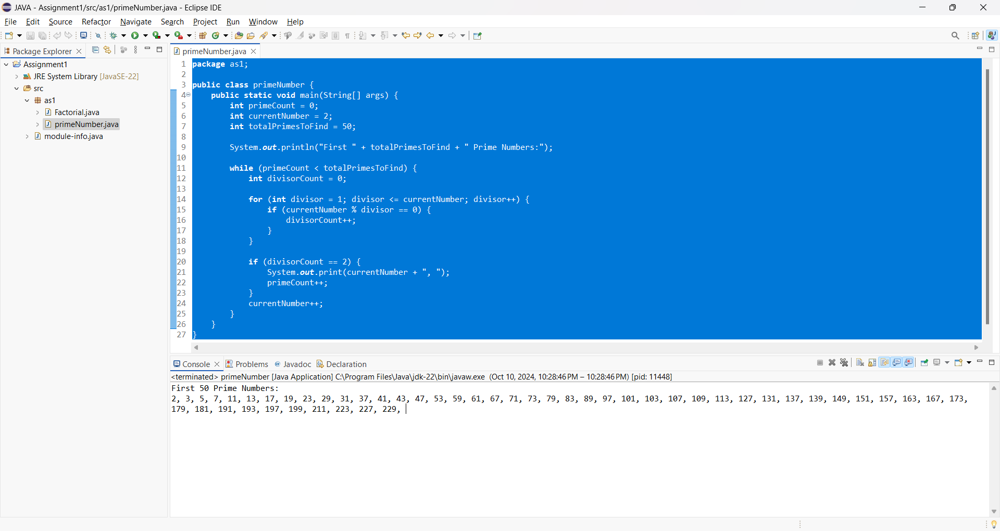 JAVA - Assignment1/src/as1/primeNumber.java - Eclipse IDE
File Edit Source Refactor Navigate Search Project Run Window Help
Package Explorer
Assignment1
JRE System Library [JavaSE-22]
src
as1
Factorial.java
primeNumber.java
module-info.java
primeNumber.java
1 package as1;
2
3 public class primeNumber {
4 public static void main(String[] args) {
5 int primeCount = 0;
6 int currentNumber = 2;
7 int totalPrimesToFind = 50;
8
9 System.out.println("First " + totalPrimesToFind + " Prime Numbers:");
10
11 while (primeCount < totalPrimesToFind) {
12 int divisorCount = 0;
13
14 for (int divisor = 1; divisor <= currentNumber; divisor++) {
15 if (currentNumber % divisor == 0) {
16 divisorCount++;
17 }
18 }
19
20 if (divisorCount == 2) {
21 System.out.print(currentNumber + ", ");
22 primeCount++;
23 }
24 currentNumber++;
25 }
26 }
27 }
Console Problems Javadoc Declaration
<terminated> primeNumber [Java Application] C:\Program Files\Java\jdk-22\bin\javaw.exe (Oct 10, 2024, 10:28:46 PM – 10:28:46 PM) [pid: 11448]
First 50 Prime Numbers:
2, 3, 5, 7, 11, 13, 17, 19, 23, 29, 31, 37, 41, 43, 47, 53, 59, 61, 67, 71, 73, 79, 83, 89, 97, 101, 103, 107, 109, 113, 127, 131, 137, 139, 149, 151, 157, 163, 167, 173,
179, 181, 191, 193, 197, 199, 211, 223, 227, 229,